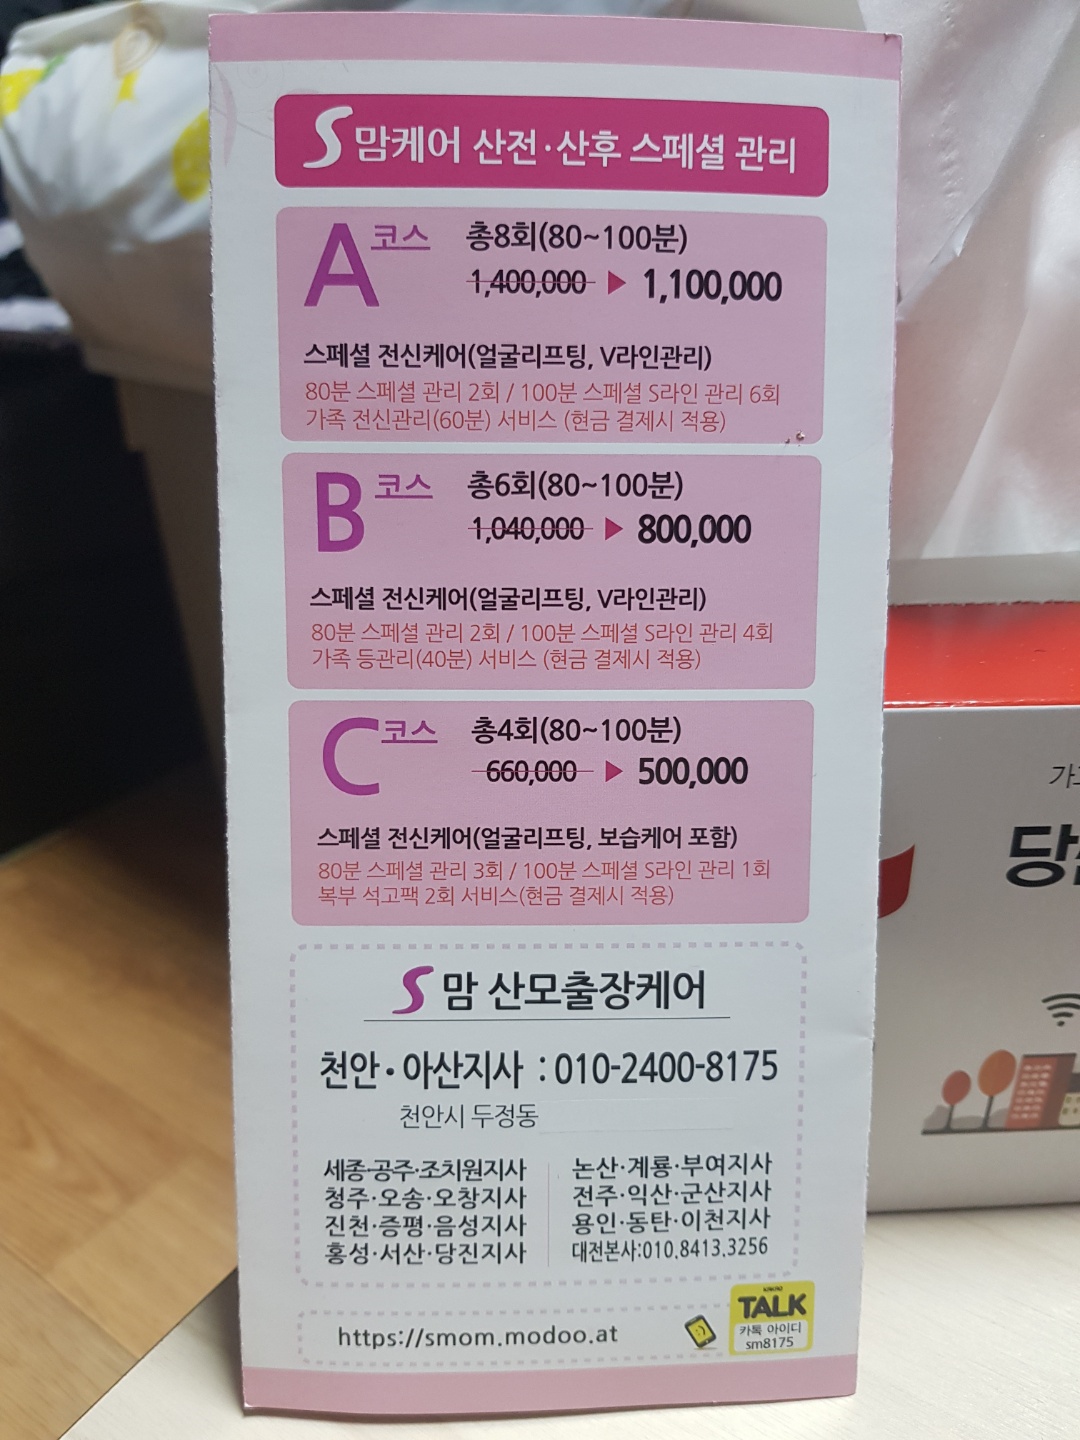 S 맘케어 산전·산후 스페셜 관리
A 코스 총8회(80~100분)
1,400,000 ▶ 1,100,000
스페셜 전신케어(얼굴리프팅, V라인관리)
80분 스페셜 관리 2회 / 100분 스페셜 S라인 관리 6회
가족 전신관리(60분) 서비스 (현금 결제시 적용)
B 코스 총6회(80~100분)
1,040,000 ▶ 800,000
스페셜 전신케어(얼굴리프팅, V라인관리)
80분 스페셜 관리 2회 / 100분 스페셜 S라인 관리 4회
가족 등관리(40분) 서비스 (현금 결제시 적용)
C 코스 총4회(80~100분)
660,000 ▶ 500,000
스페셜 전신케어(얼굴리프팅, 보습케어 포함)
80분 스페셜 관리 3회 / 100분 스페셜 S라인 관리 1회
복부 석고팩 2회 서비스(현금 결제시 적용)
S 맘 산모출장케어
천안·아산지사 : 010-2400-8175
천안시 두정동
세종·공주·조치원지사
청주·오송·오창지사
진천·증평·음성지사
홍성·서산·당진지사
논산·계룡·부여지사
전주·익산·군산지사
용인·동탄·이천지사
대전본사:010.8413.3256
https://smom.modoo.at
TALK
카톡 아이디
sm8175